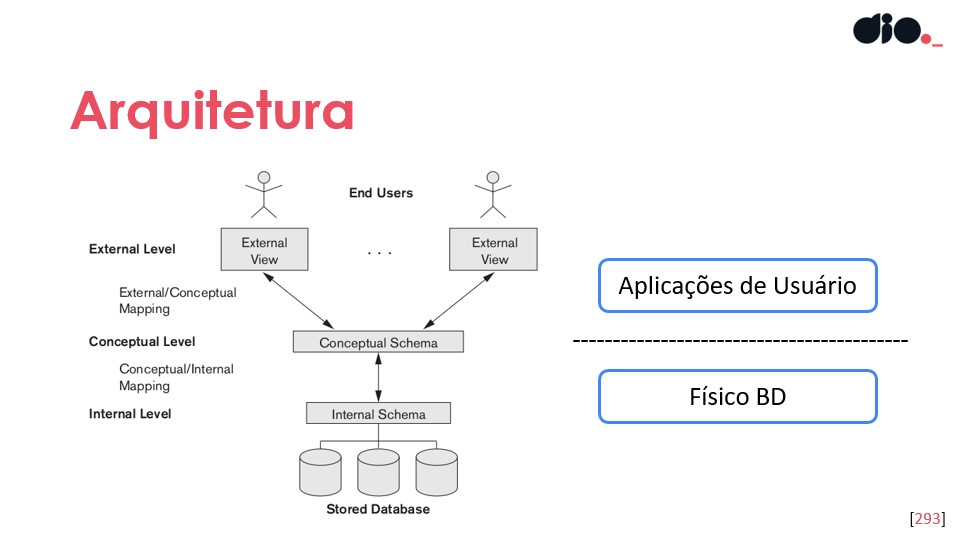 dio._
Arquitetura
End Users
External Level
External
View
. . .
External
View
External/Conceptual
Mapping
Conceptual Level
Conceptual Schema
Conceptual/Internal
Mapping
Internal Level
Internal Schema
Stored Database
Aplicações de Usuário
Físico BD
[293]